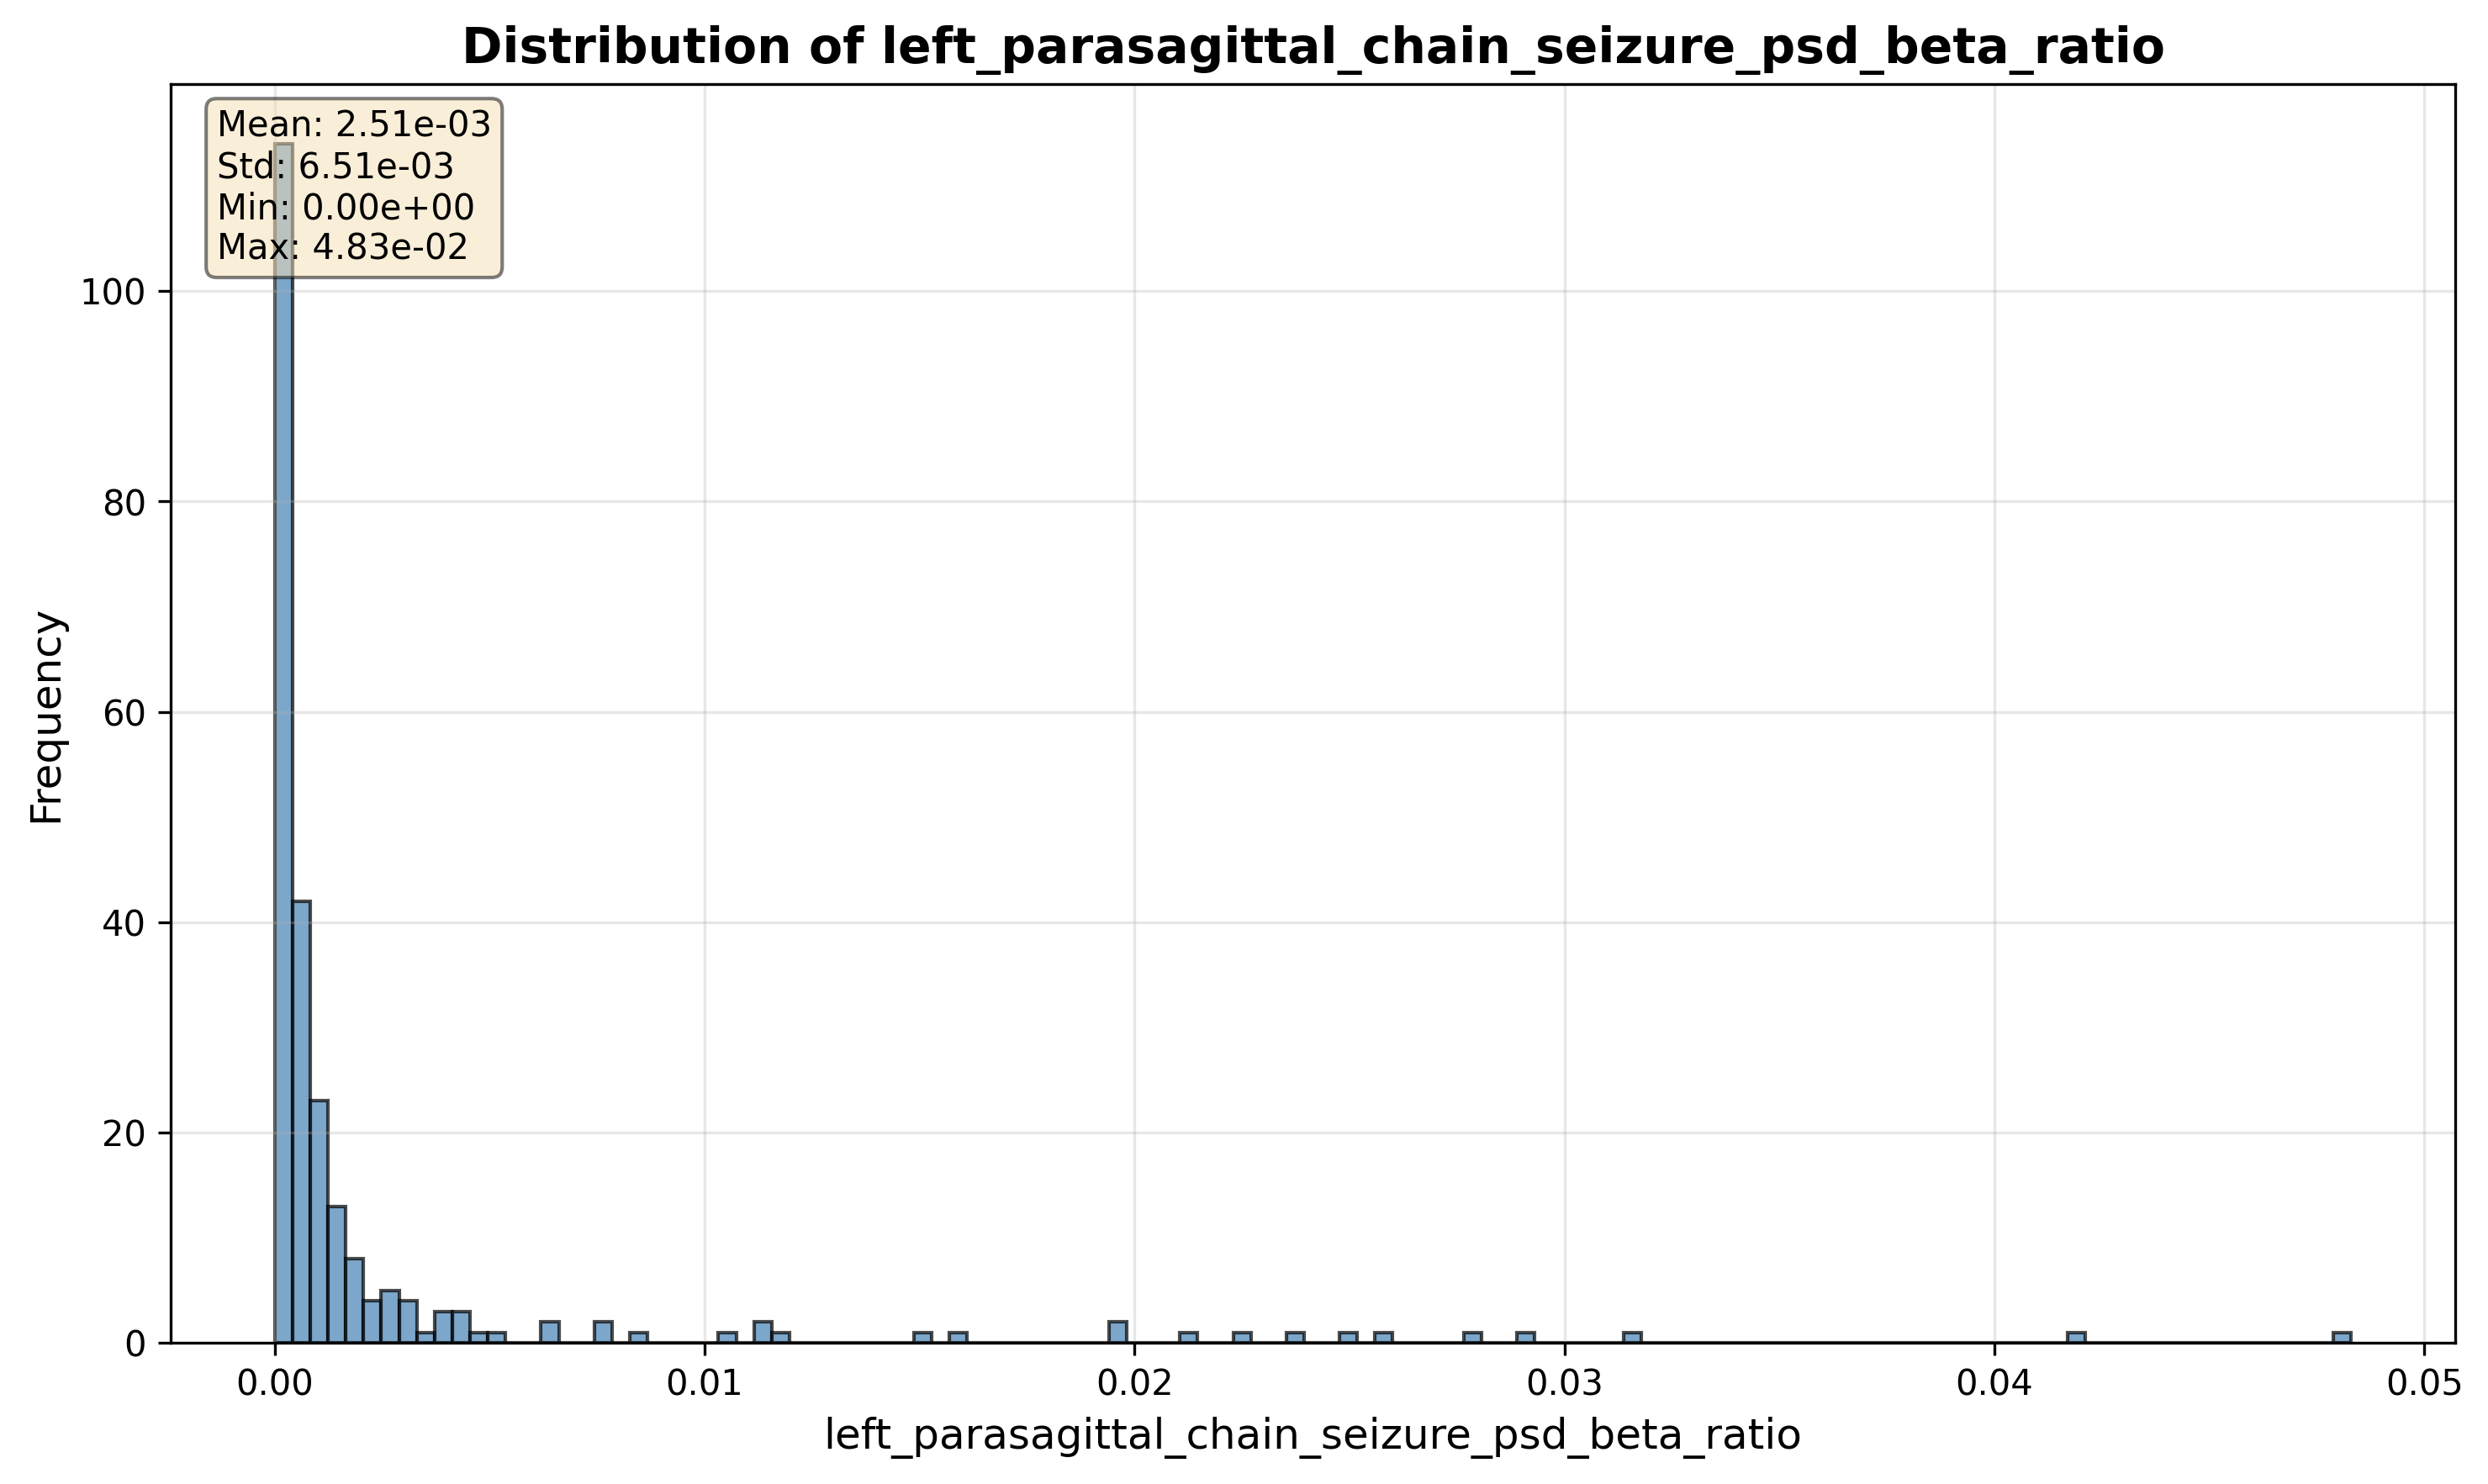 Distribution of left_parasagittal_chain_seizure_psd_beta_ratio
Mean: 2.51e-03
Std: 6.51e-03
Min: 0.00e+00
Max: 4.83e-02
100
80
60
40
20
0
Frequency
0.00 0.01 0.02 0.03 0.04 0.05
left_parasagittal_chain_seizure_psd_beta_ratio